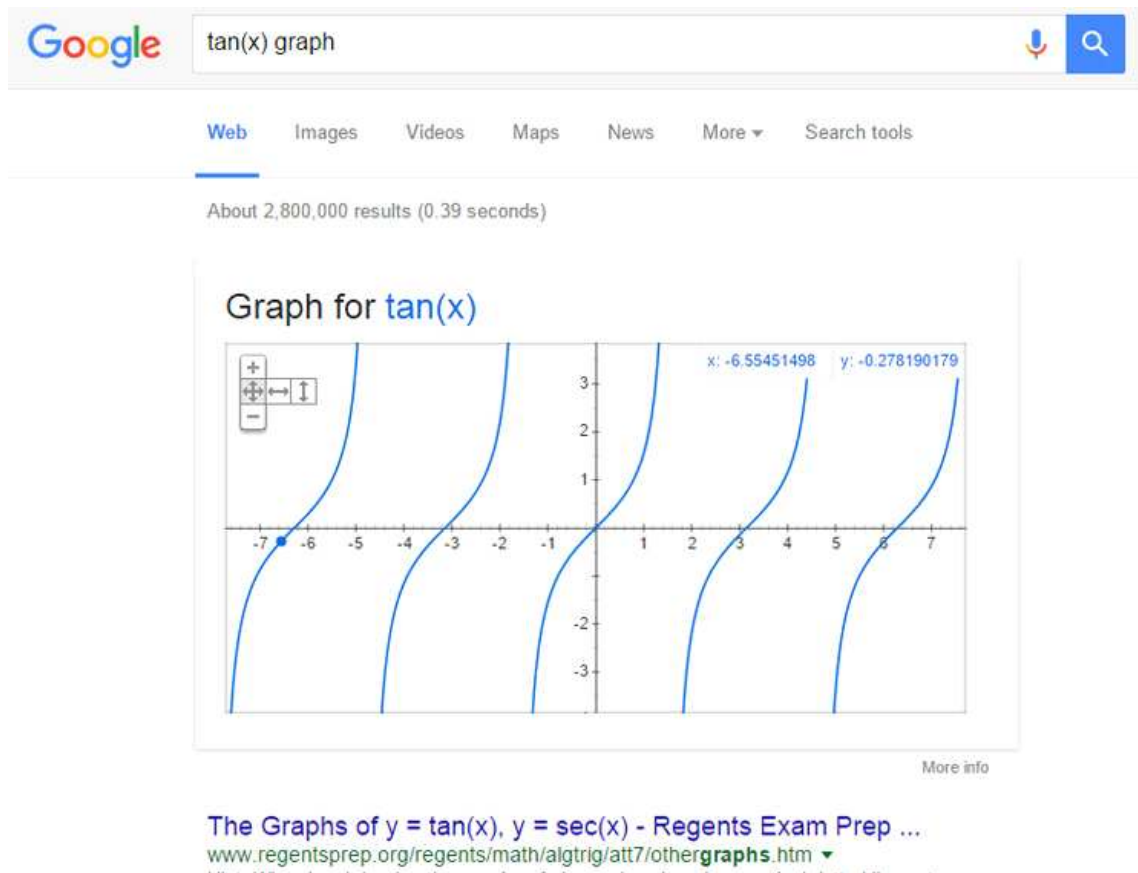 Google tan(x) graph
Web Images Videos Maps News More Search tools
About 2,800,000 results (0.39 seconds)
Graph for tan(x)
x: -6.55451498 y: -0.278190179
3
2
1
-7 -6 -5 -4 -3 -2 -1 1 2 3 4 5 6 7
-2
-3
More info
The Graphs of y = tan(x), y = sec(x) - Regents Exam Prep ...
www.regentsprep.org/regents/math/algtrig/att7/othergraphs.htm